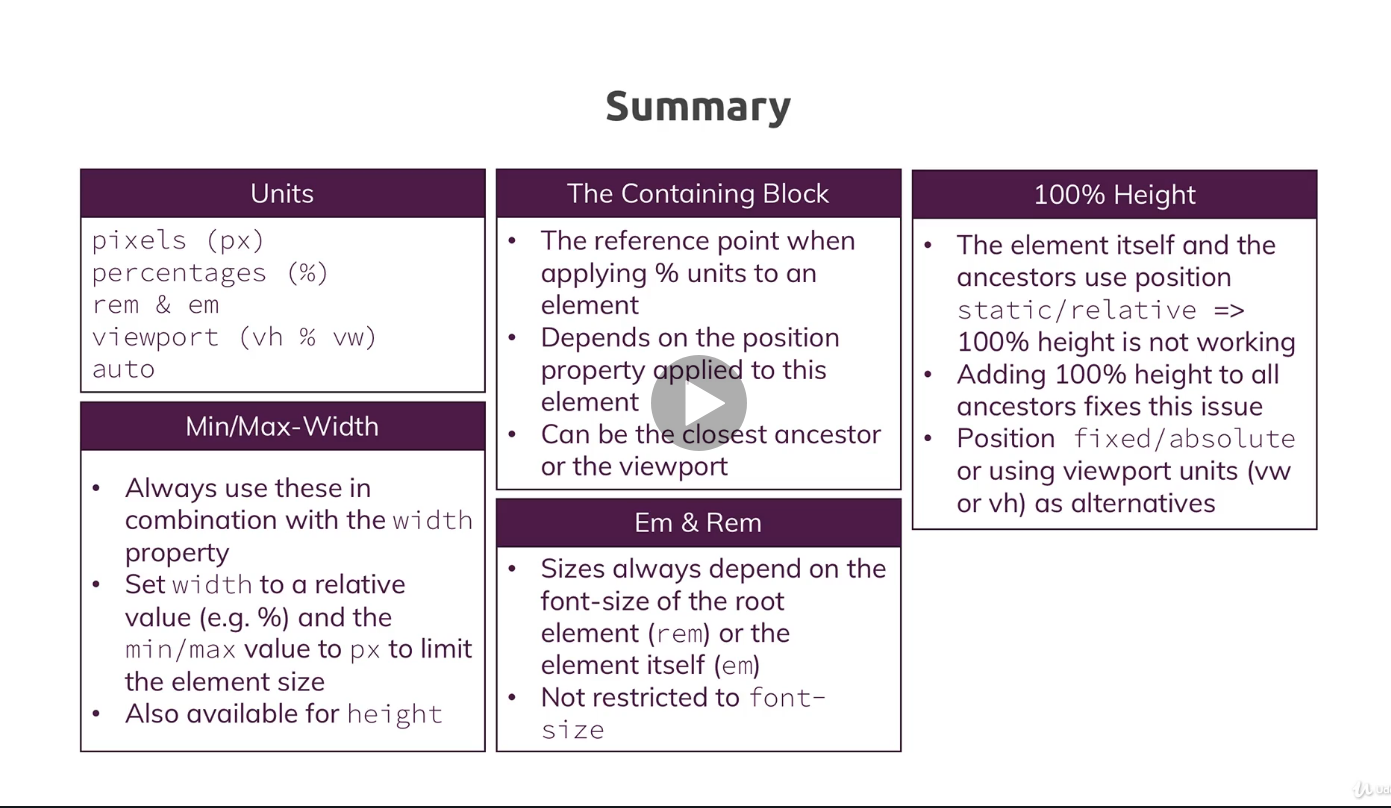 Summary
Units
pixels (px)
percentages (%)
rem & em
viewport (vh % vw)
auto
Min/Max-Width
• Always use these in
combination with the width
property
• Set width to a relative
value (e.g. %) and the
min/max value to px to limit
the element size
• Also available for height
The Containing Block
• The reference point when
applying % units to an
element
• Depends on the position
property applied to this
element
• Can be the closest ancestor
or the viewport
Em & Rem
• Sizes always depend on the
font-size of the root
element (rem) or the
element itself (em)
• Not restricted to font-
size
100% Height
• The element itself and the
ancestors use position
static/relative =>
100% height is not working
• Adding 100% height to all
ancestors fixes this issue
• Position fixed/absolute
or using viewport units (vw
or vh) as alternatives